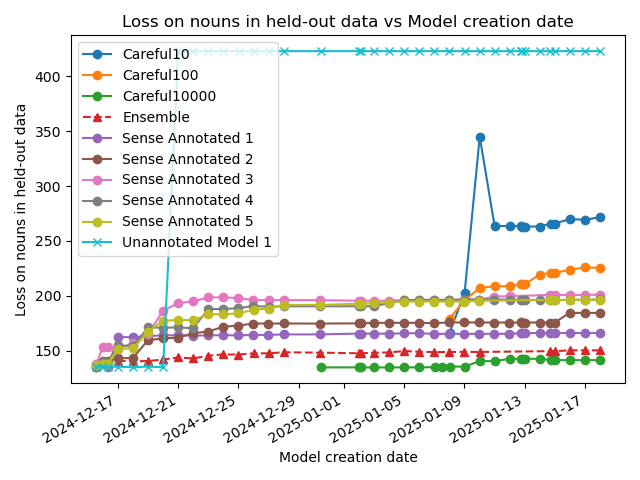 Loss on nouns in held-out data vs Model creation date
Loss on nouns in held-out data
400
350
300
250
200
150
Careful10
Careful100
Careful10000
Ensemble
Sense Annotated 1
Sense Annotated 2
Sense Annotated 3
Sense Annotated 4
Sense Annotated 5
Unannotated Model 1
2024-12-17
2024-12-21
2024-12-25
2024-12-29
2025-01-01
2025-01-05
2025-01-09
2025-01-13
2025-01-17
Model creation date